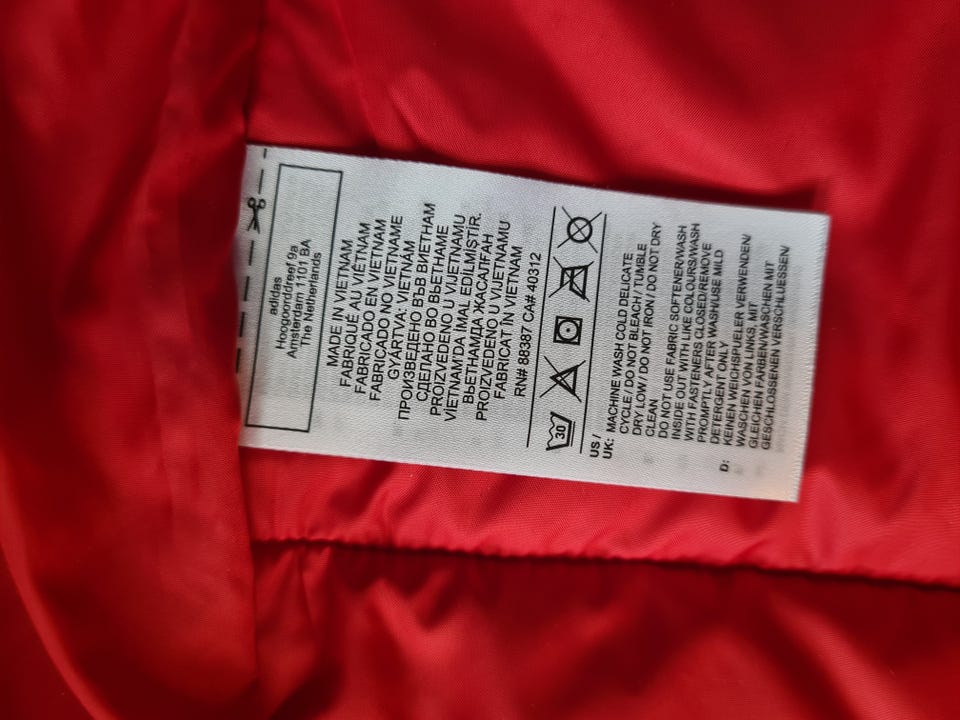 adidas
Hoogoorddreef 9a
Amsterdam 1101 BA
The Netherlands
MADE IN VIETNAM
FABRIQUÉ AU VIÊTNAM
FABRICADO EN VIETNAM
FABRICADO NO VIETNAME
GYÁRTVA: VIETNÁM
ПРОИЗВЕДЕНО ВЪВ ВИЕТНАМ
СДЕЛАНО ВО ВЬЕТНАМЕ
PROIZVEDENO U VIJETNAMU
VİETNAM'DA İMAL EDİLMİŞTİR.
ВЬЕТНАМДА ЖАСАЛҒАН
PROIZVEDENO U VIJETNAMU
FABRICAT ÎN VIETNAM
RN# 88387 CA# 40312
30
US /
UK: MACHINE WASH COLD DELICATE
CYCLE / DO NOT BLEACH / TUMBLE
DRY LOW / DO NOT IRON / DO NOT DRY
CLEAN
DO NOT USE FABRIC SOFTENER/WASH
INSIDE OUT WITH LIKE COLOURS/WASH
WITH FASTENERS CLOSED/REMOVE
PROMPTLY AFTER WASH/USE MILD
DETERGENT ONLY
D: KEINEN WEICHSPUELER VERWENDEN/
WASCHEN VON LINKS, MIT
GLEICHEN FARBEN/WASCHEN MIT
GESCHLOSSENEN VERSCHLUESSEN/